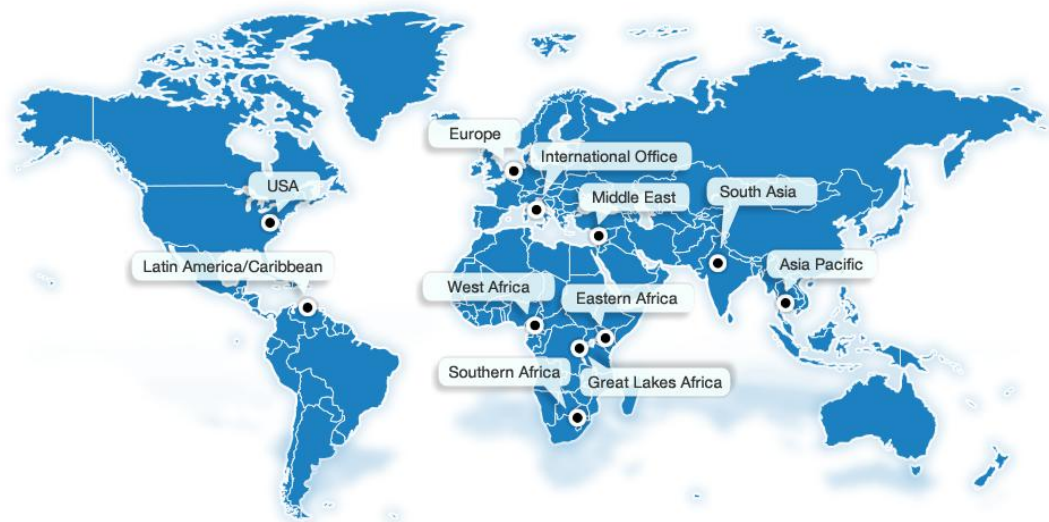 Europe
International Office
USA
Middle East
South Asia
Latin America/Caribbean
Asia Pacific
West Africa
Eastern Africa
Southern Africa
Great Lakes Africa